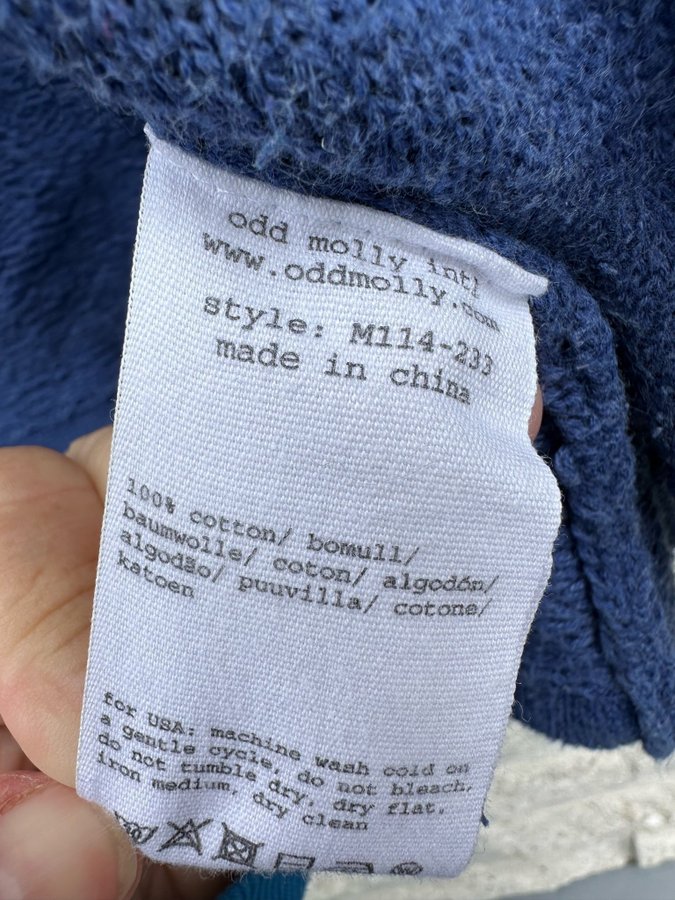 odd molly intl
www.oddmolly.com
style: M114-233
made in china
100% cotton/ bomull/
baumwolle/ coton/ algodón/
algodão/ puuvilla/ cotone/
katoen
for USA: machine wash cold on
a gentle cycle, do not bleach,
do not tumble dry, dry flat,
iron medium, dry clean